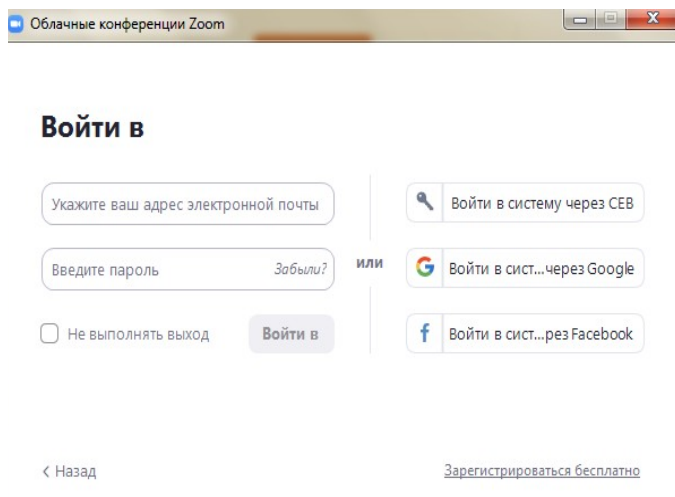 Облачные конференции Zoom
Войти в
Укажите ваш адрес электронной почты
Введите пароль Забыли?
Не выполнять выход Войти в
или
Войти в систему через СЕВ
Войти в сист...через Google
Войти в сист...рез Facebook
< Назад
Зарегистрироваться бесплатно